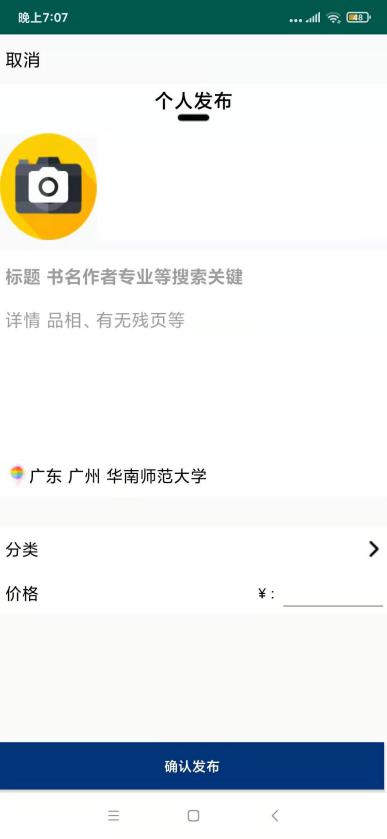 晚上7:07
48
取消
个人发布
标题 书名作者专业等搜索关键
详情 品相、有无残页等
广东 广州 华南师范大学
分类
价格 ¥:
确认发布